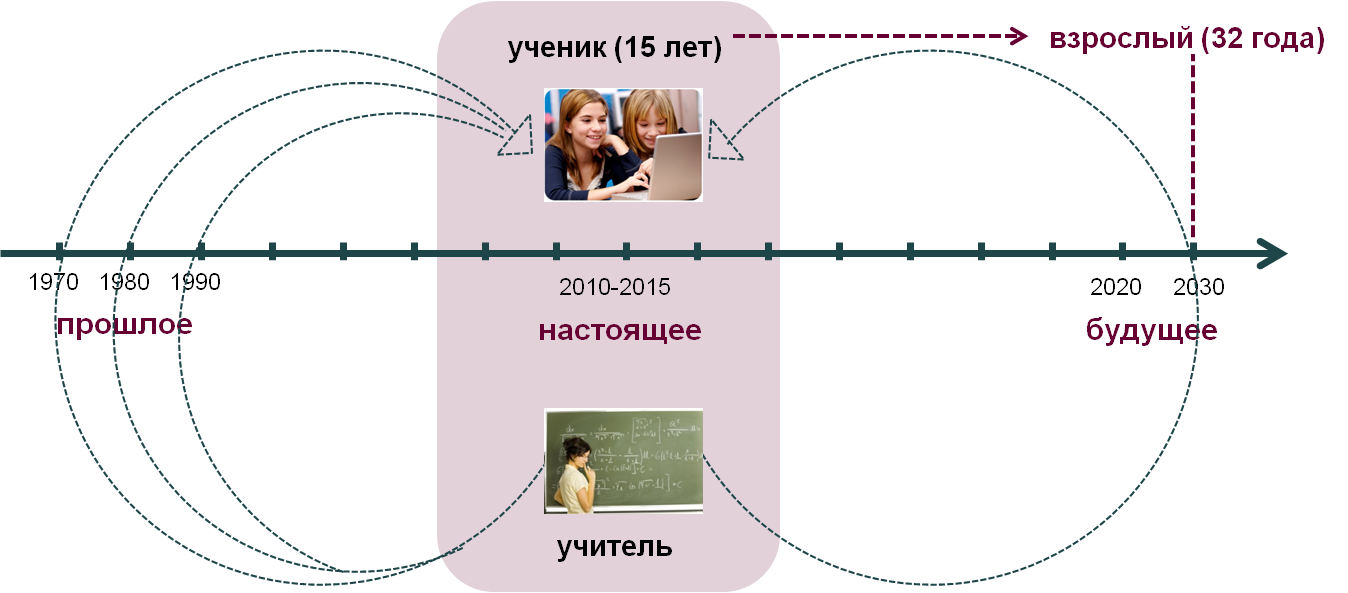 ученик (15 лет)
взрослый (32 года)
1970 1980 1990
2010-2015
2020 2030
прошлое
настоящее
будущее
учитель